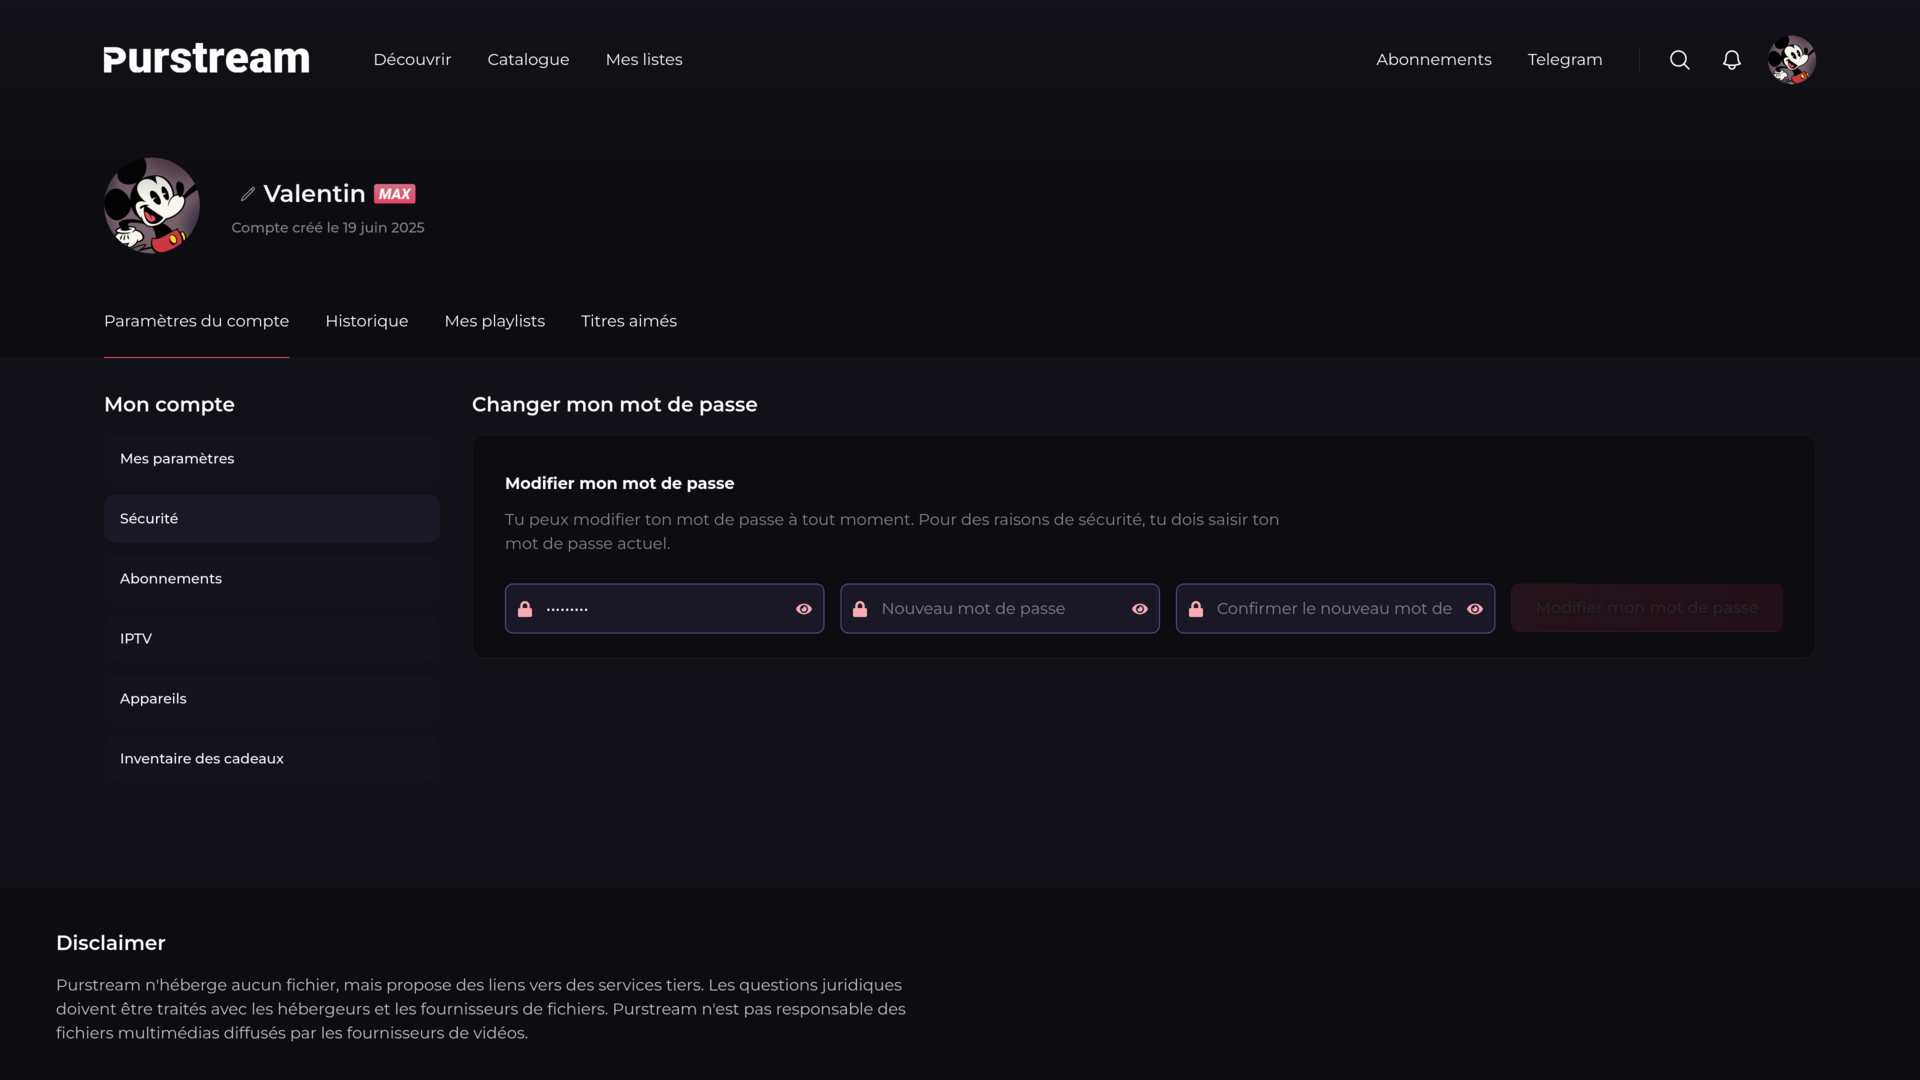 Purstream
Découvrir
Catalogue
Mes listes
Abonnements
Telegram
Valentin MAX
Compte créé le 19 juin 2025
Paramètres du compte
Historique
Mes playlists
Titres aimés
Mon compte
Mes paramètres
Sécurité
Abonnements
IPTV
Appareils
Inventaire des cadeaux
Changer mon mot de passe
Modifier mon mot de passe
Tu peux modifier ton mot de passe à tout moment. Pour des raisons de sécurité, tu dois saisir ton
mot de passe actuel.
•••••••••
Nouveau mot de passe
Confirmer le nouveau mot de
Modifier mon mot de passe
Disclaimer
Purstream n'héberge aucun fichier, mais propose des liens vers des services tiers. Les questions juridiques
doivent être traités avec les hébergeurs et les fournisseurs de fichiers. Purstream n'est pas responsable des
fichiers multimédias diffusés par les fournisseurs de vidéos.